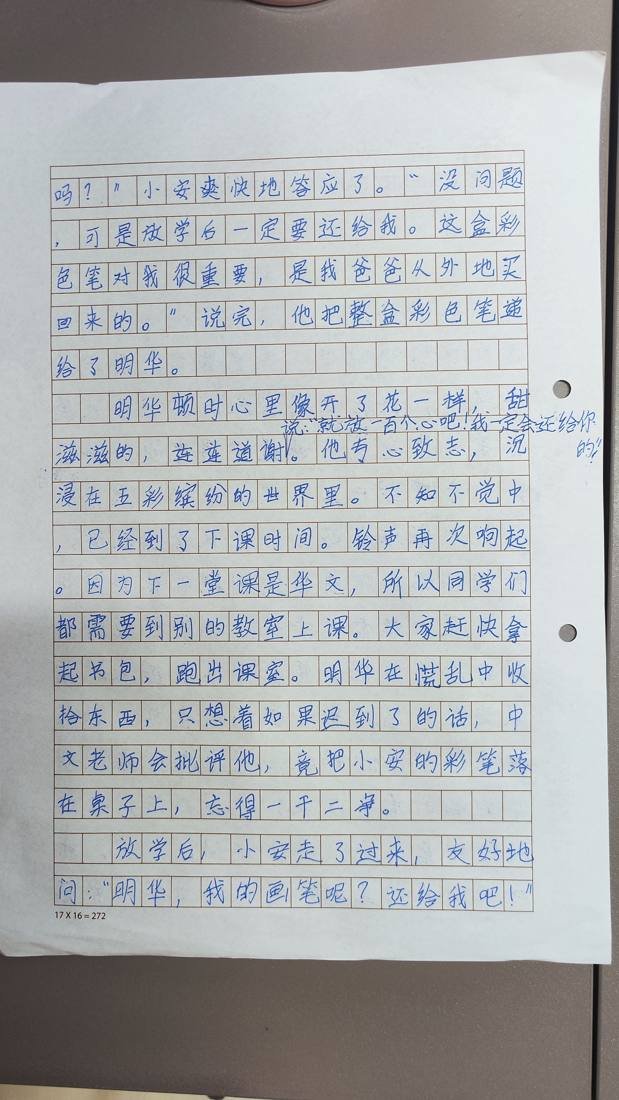 吗？”小安爽快地答应了。“没问题
，可是放学后一定要还给我。这盒彩
色笔对我很重要，是我爸爸从外地买
回来的。”说完，他把整盒彩色笔递
给了明华。
明华顿时心里像开了花一样，甜
说：“就放一百个心吧！我一定会还给你
的。”
滋滋的，连连道谢。他专心致志，沉
浸在五彩缤纷的世界里。不知不觉中
，已经到了下课时间。铃声再次响起
。因为下一堂课是华文，所以同学们
都需要到别的教室上课。大家赶快拿
起书包，跑出课室。明华在慌乱中收
拾东西，只想着如果迟到了的话，中
文老师会批评他，竟把小安的彩笔落
在桌子上，忘得一干二净。
放学后，小安走了过来，友好地
问：“明华，我的画笔呢？还给我吧！”
17 X 16 = 272